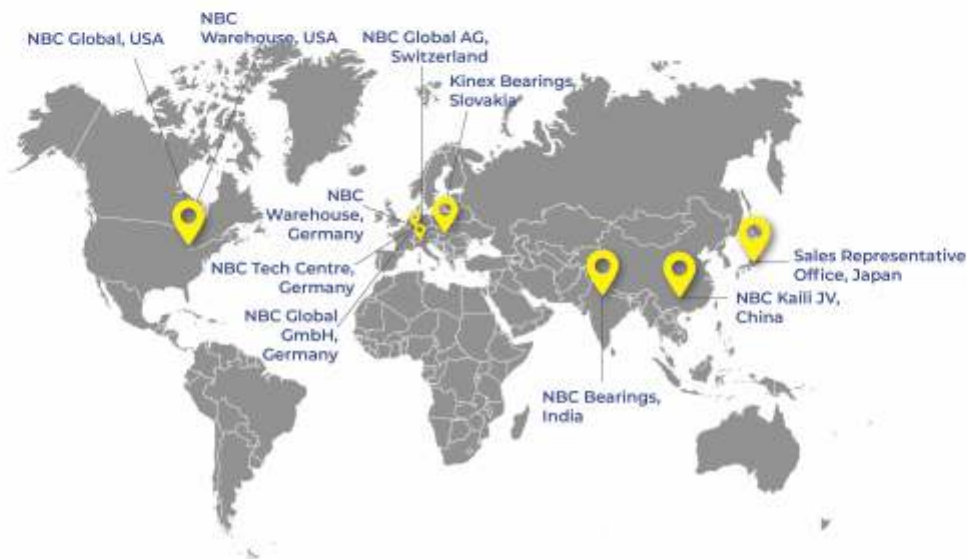 NBC Global, USA
NBC
Warehouse, USA
NBC Global AG,
Switzerland
Kinex Bearings,
Slovakia
NBC
Warehouse,
Germany
NBC Tech Centre,
Germany
NBC Global
GmbH,
Germany
Sales Representative
Office, Japan
NBC Kaili JV,
China
NBC Bearings,
India